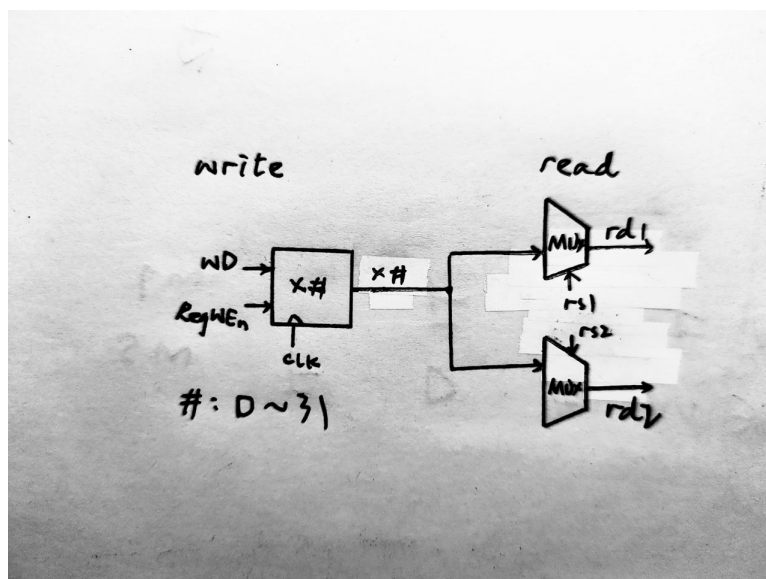 write
read
WD
RegWEn
X#
CLK
X#
MUX
rd1
rs1
rs2
MUX
rd2
#: 0~31